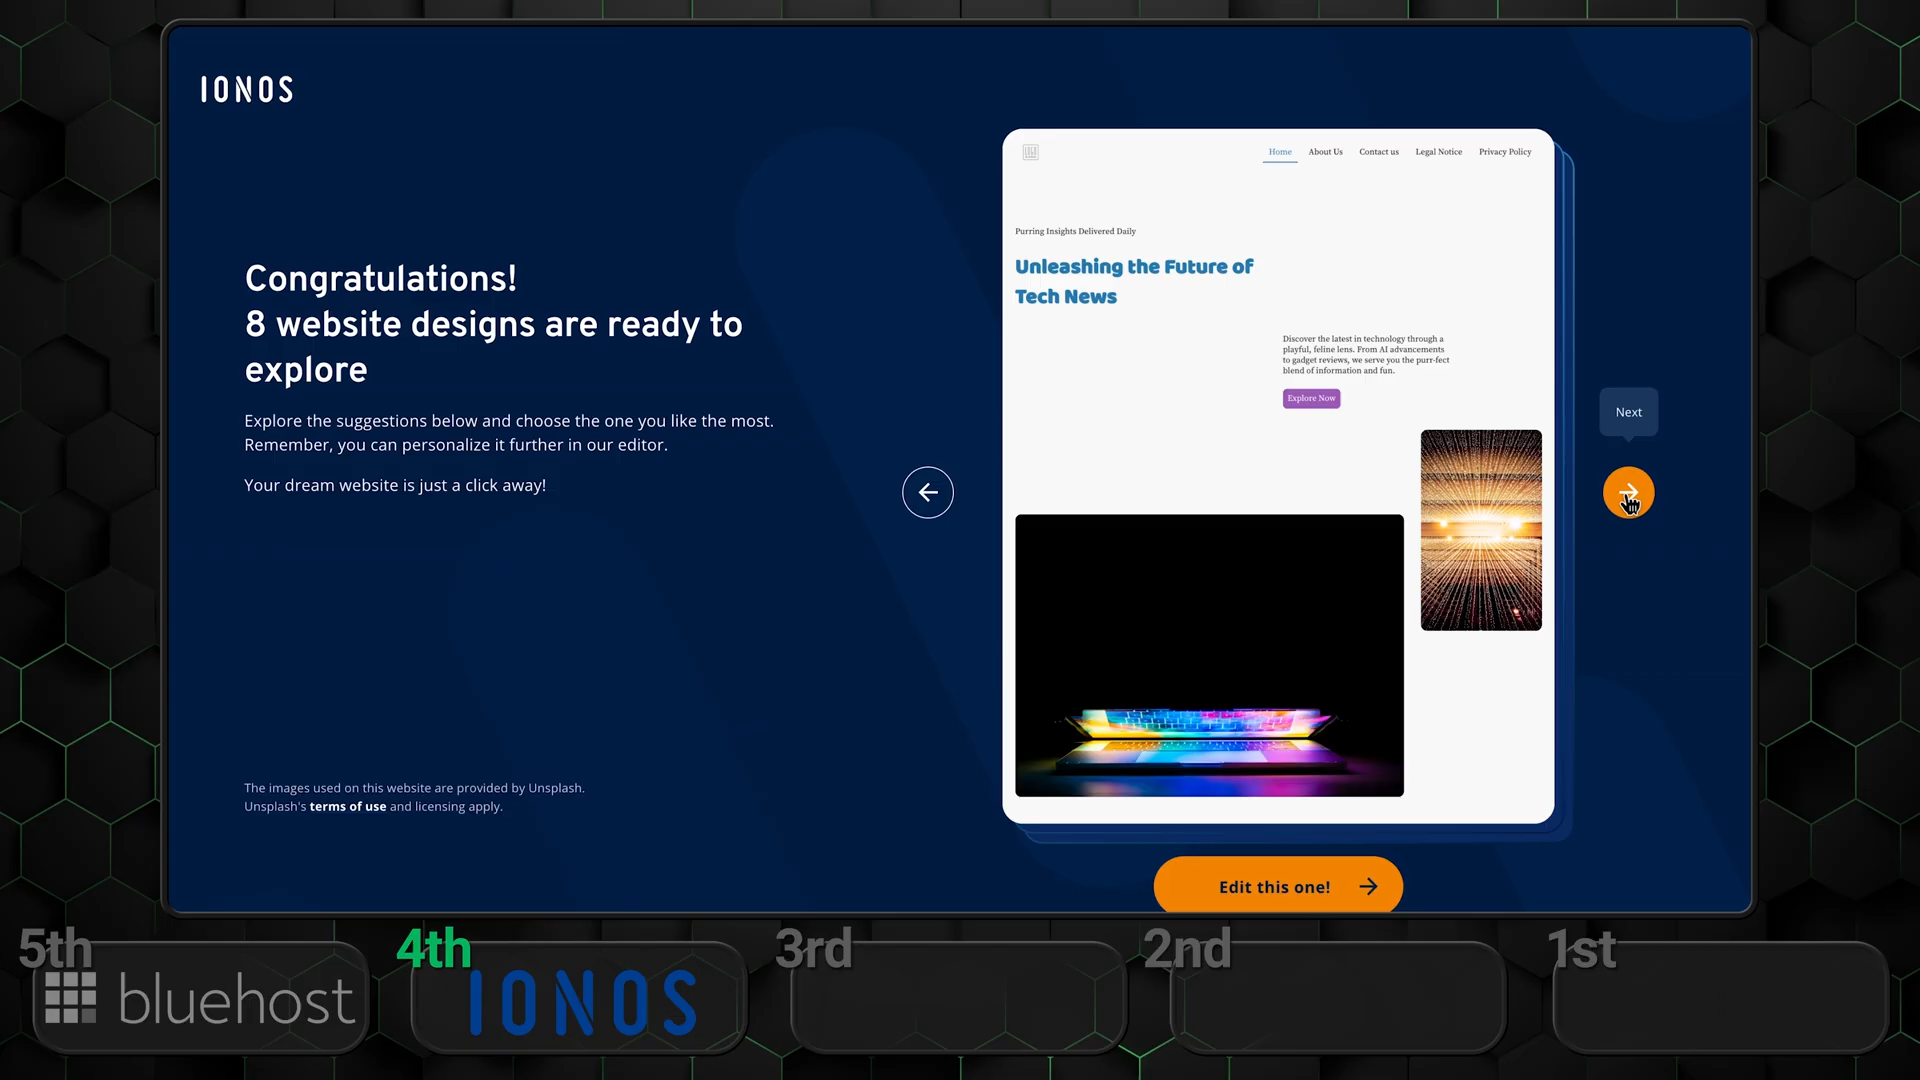 IONOS
Congratulations!
8 website designs are ready to
explore
Explore the suggestions below and choose the one you like the most.
Remember, you can personalize it further in our editor.
Your dream website is just a click away!
The images used on this website are provided by Unsplash.
Unsplash's terms of use and licensing apply.
Home About Us Contact us Legal Notice Privacy Policy
Purring Insights Delivered Daily
Unleashing the Future of
Tech News
Discover the latest in technology through a
playful, feline lens. From AI advancements
to gadget reviews, we serve you the purr-fect
blend of information and fun.
Explore Now
Next
Edit this one!
5th 4th 3rd 2nd 1st
bluehost IONOS